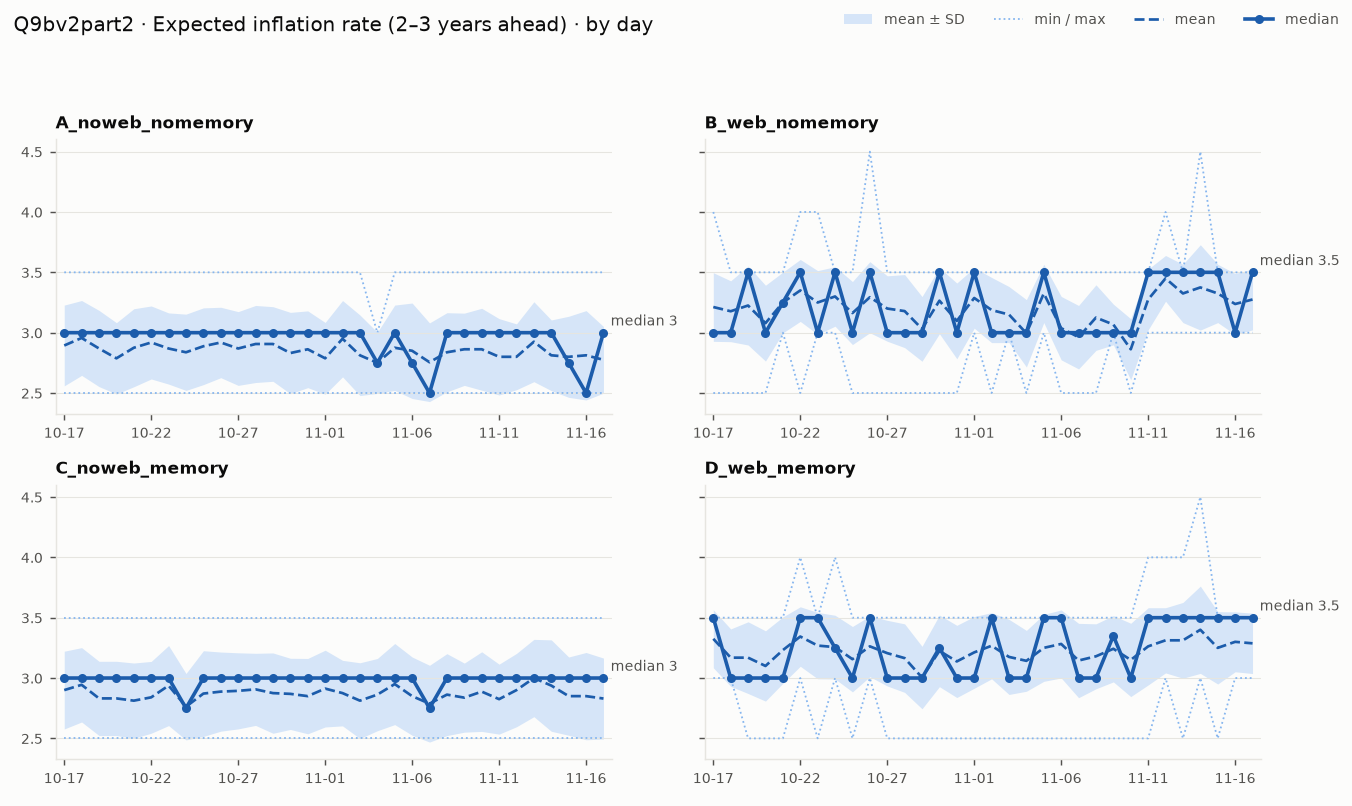 Q9bv2part2 · Expected inflation rate (2–3 years ahead) · by day
mean ± SD
min / max
mean
median
A_noweb_nomemory
4.5
4.0
3.5
3.0
2.5
median 3
10-17
10-22
10-27
11-01
11-06
11-11
11-16
B_web_nomemory
median 3.5
10-17
10-22
10-27
11-01
11-06
11-11
11-16
C_noweb_memory
4.5
4.0
3.5
3.0
2.5
median 3
10-17
10-22
10-27
11-01
11-06
11-11
11-16
D_web_memory
median 3.5
10-17
10-22
10-27
11-01
11-06
11-11
11-16